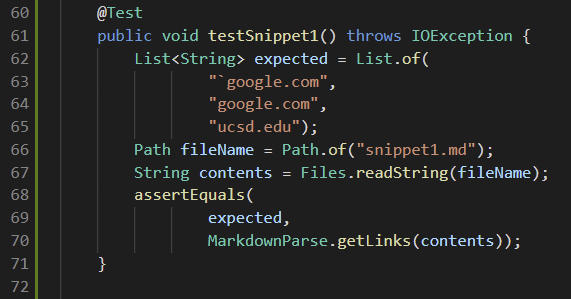 60 @Test
61 public void testSnippet1() throws IOException {
62 List<String> expected = List.of(
63 "`google.com",
64 "google.com",
65 "ucsd.edu");
66 Path fileName = Path.of("snippet1.md");
67 String contents = Files.readString(fileName);
68 assertEquals(
69 expected,
70 MarkdownParse.getLinks(contents));
71 }
72